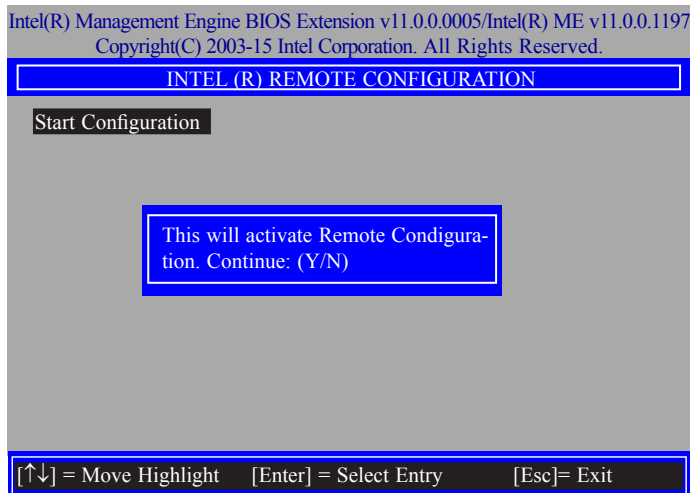 Intel(R) Management Engine BIOS Extension v11.0.0.0005/Intel(R) ME v11.0.0.1197
Copyright(C) 2003-15 Intel Corporation. All Rights Reserved.
INTEL (R) REMOTE CONFIGURATION
Start Configuration
This will activate Remote Condigura-
tion. Continue: (Y/N)
[↑↓] = Move Highlight [Enter] = Select Entry [Esc]= Exit